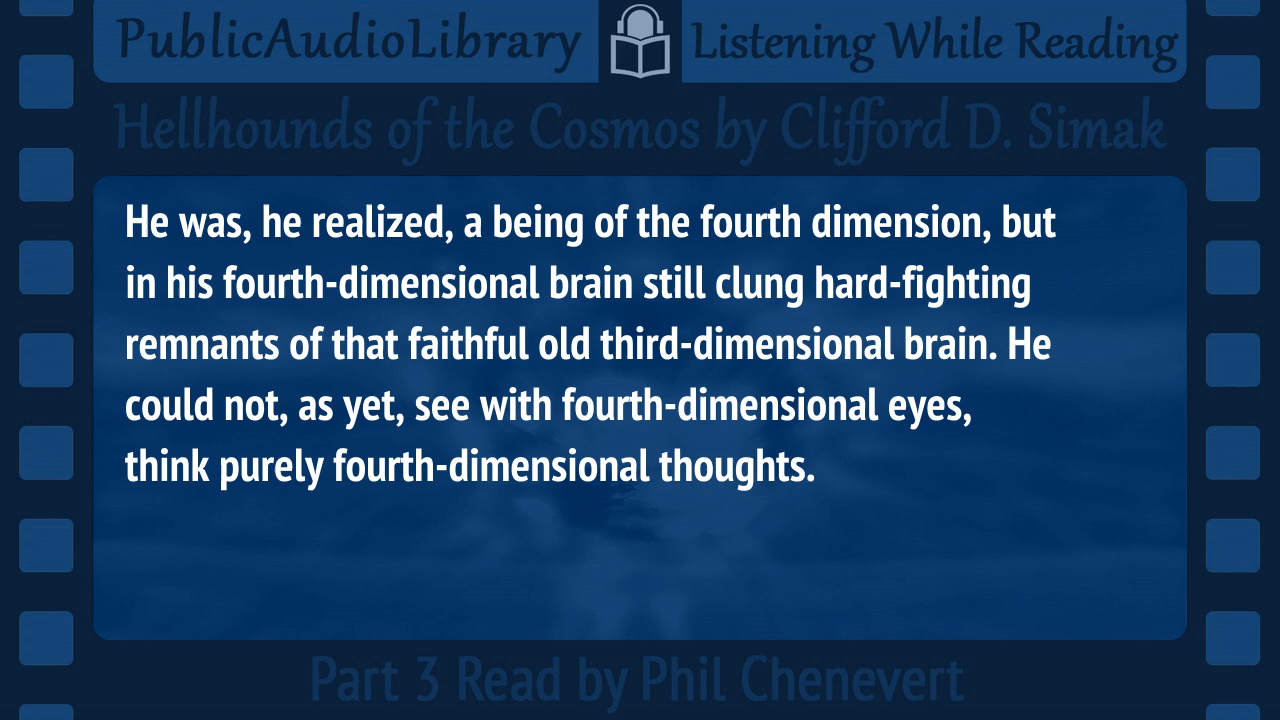 PublicAudioLibrary Listening While Reading
Hellhounds of the Cosmos by Clifford D. Simak
He was, he realized, a being of the fourth dimension, but
in his fourth-dimensional brain still clung hard-fighting
remnants of that faithful old third-dimensional brain. He
could not, as yet, see with fourth-dimensional eyes,
think purely fourth-dimensional thoughts.
Part 3 Read by Phil Chenevert